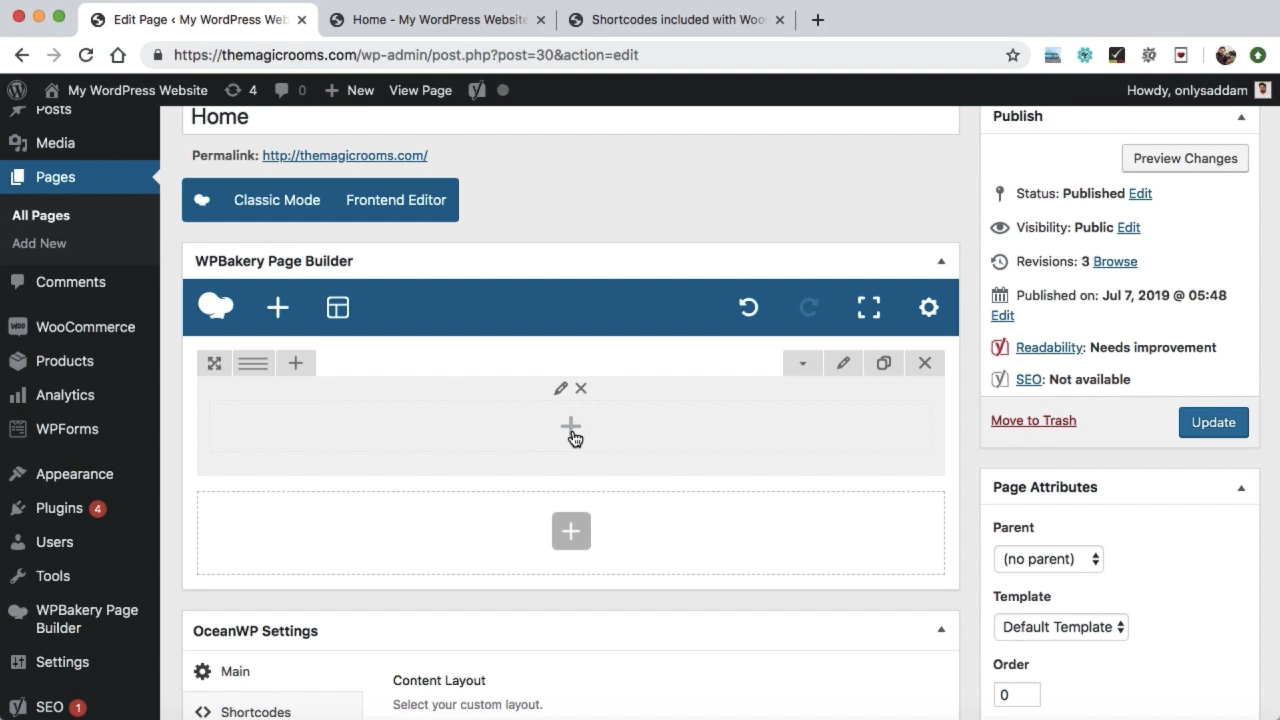 Edit Page ‹ My WordPress Web
Home - My WordPress Website
Shortcodes included with Woo
https://themagicrooms.com/wp-admin/post.php?post=30&action=edit
My WordPress Website 4 0 New View Page Howdy, onlysaddam
Posts
Media
Pages
All Pages
Add New
Comments
WooCommerce
Products
Analytics
WPForms
Appearance
Plugins 4
Users
Tools
WPBakery Page
Builder
Settings
SEO 1
Home
Permalink: http://themagicrooms.com/
Classic Mode Frontend Editor
WPBakery Page Builder
OceanWP Settings
Main
Shortcodes
Content Layout
Select your custom layout.
Publish
Preview Changes
Status: Published Edit
Visibility: Public Edit
Revisions: 3 Browse
Published on: Jul 7, 2019 @ 05:48
Edit
Readability: Needs improvement
SEO: Not available
Move to Trash Update
Page Attributes
Parent
(no parent)
Template
Default Template
Order
0